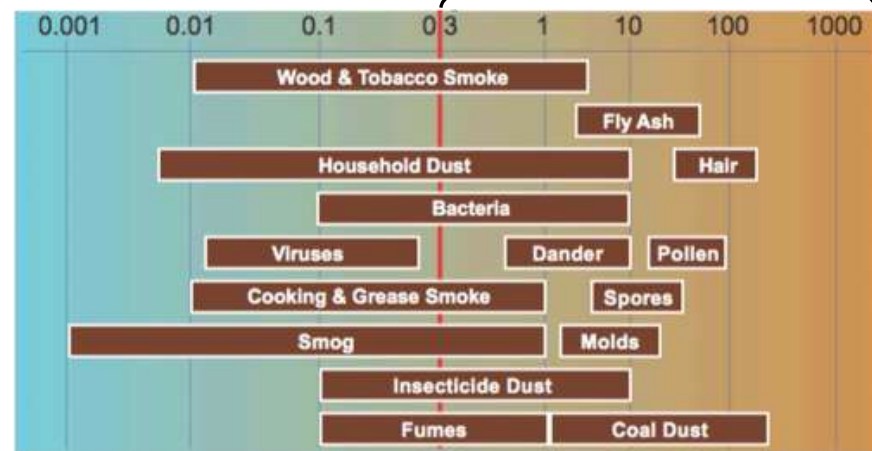 0.001 0.01 0.1 0.3 1 10 100 1000
Wood & Tobacco Smoke
Fly Ash
Household Dust Hair
Bacteria
Viruses Dander Pollen
Cooking & Grease Smoke Spores
Smog Molds
Insecticide Dust
Fumes Coal Dust